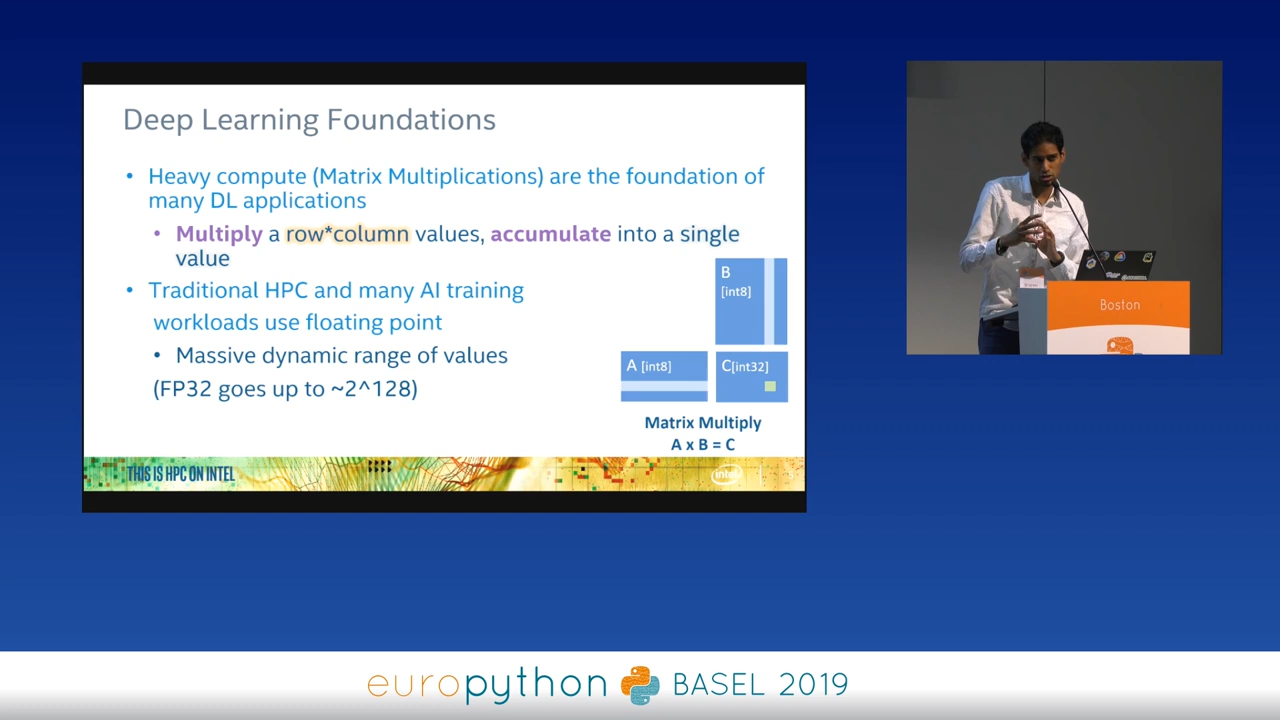 Deep Learning Foundations
• Heavy compute (Matrix Multiplications) are the foundation of
many DL applications
• Multiply a row*column values, accumulate into a single
value
• Traditional HPC and many AI training
workloads use floating point
• Massive dynamic range of values
(FP32 goes up to ~2^128)
B
[int8]
A [int8]
C[int32]
Matrix Multiply
A x B = C
THIS IS HPC ON INTEL
intel
Boston
europython BASEL 2019